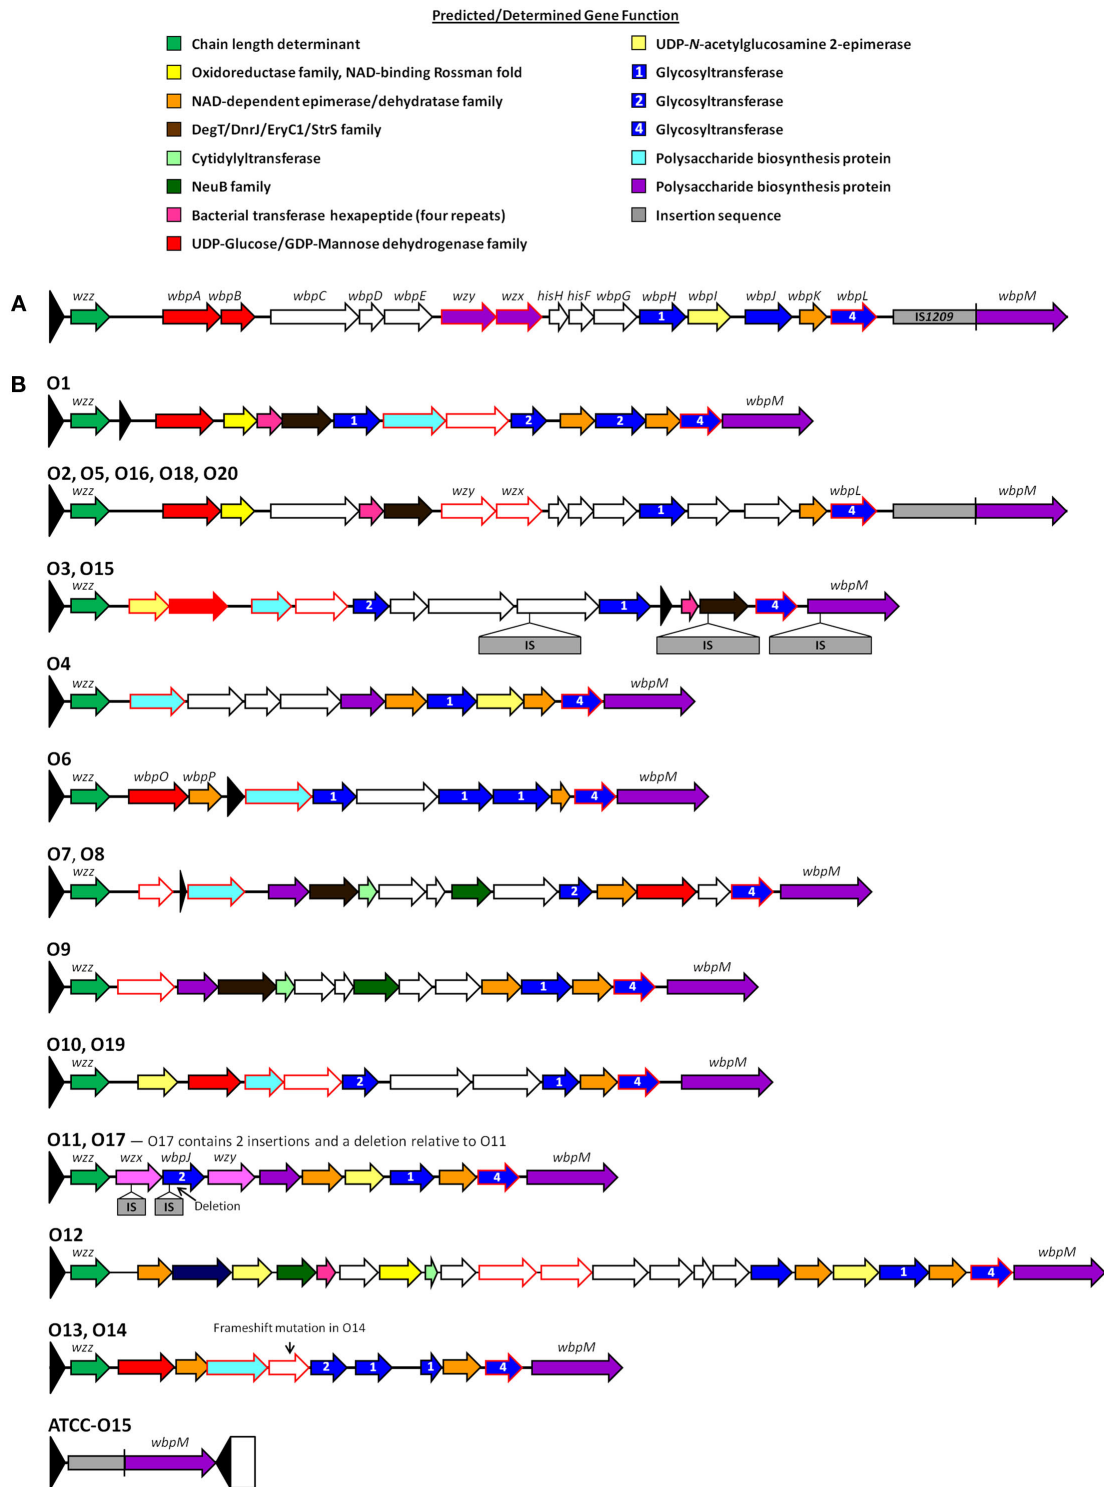 Predicted/Determined Gene Function
Chain length determinant
Oxidoreductase family, NAD-binding Rossman fold
NAD-dependent epimerase/dehydratase family
DegT/DnrJ/EryC1/StrS family
Cytidylyltransferase
NeuB family
Bacterial transferase hexapeptide (four repeats)
UDP-Glucose/GDP-Mannose dehydrogenase family
UDP-N-acetylglucosamine 2-epimerase
1 Glycosyltransferase
2 Glycosyltransferase
4 Glycosyltransferase
Polysaccharide biosynthesis protein
Polysaccharide biosynthesis protein
Insertion sequence
A
wzz wbpA wbpB wbpC wbpD wbpE wzy wzx hisH hisF wbpG wbpH wbpI wbpJ wbpK wbpL wbpM
1 4 IS1209
B
O1
wzz wbpM
1 2 2 4
O2, O5, O16, O18, O20
wzz wzy wzx wbpL wbpM
1 4
O3, O15
wzz wbpM
2 1 4
IS IS IS
O4
wzz wbpM
1 4
O6
wzz wbpO wbpP wbpM
1 1 1 4
O7, O8
wzz wbpM
2 4
O9
wzz wbpM
1 4
O10, O19
wzz wbpM
2 1 4
O11, O17 — O17 contains 2 insertions and a deletion relative to O11
wzz wzx wbpJ wzy wbpM
2 1 4
IS IS Deletion
O12
wzz wbpM
1 4
O13, O14
Frameshift mutation in O14
wzz wbpM
2 1 1 4
ATCC-O15
wbpM